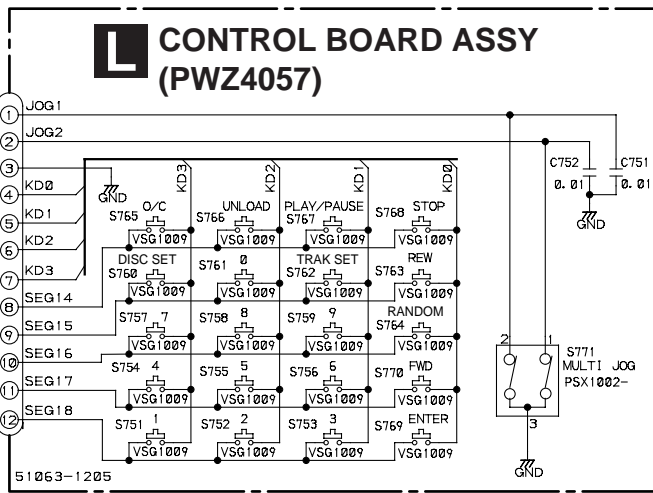 L CONTROL BOARD ASSY
(PWZ4057)
1 JOG1
2 JOG2
3
GND
4 KD0
5 KD1
6 KD2
7 KD3
8 SEG14
9 SEG15
10 SEG16
11 SEG17
12 SEG18
51063-1205
KD3 KD2 KD1 KD0
O/C UNLOAD PLAY/PAUSE STOP
S765 S766 S767 S768
VSG1009 VSG1009 VSG1009 VSG1009
DISC SET 0 TRAK SET REW
S760 S761 S762 S763
VSG1009 VSG1009 VSG1009 VSG1009
RANDOM
S757 7 S758 8 S759 9 S764
VSG1009 VSG1009 VSG1009 VSG1009
S754 4 S755 5 S756 6 S770 FWD
VSG1009 VSG1009 VSG1009 VSG1009
S751 1 S752 2 S753 3 S769 ENTER
VSG1009 VSG1009 VSG1009 VSG1009
C752 C751
0.01 0.01
GND
2 1
S771
MULTI JOG
PSX1002-
3
GND